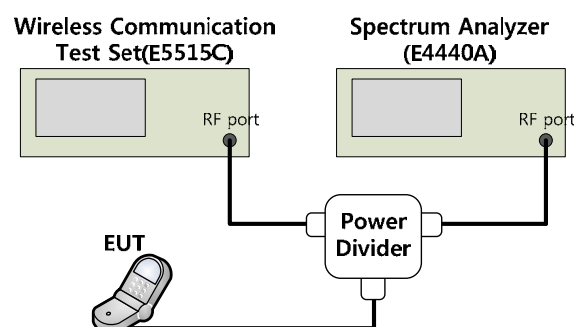 Wireless Communication
Test Set(E5515C)
Spectrum Analyzer
(E4440A)
RF port
RF port
Power
Divider
EUT